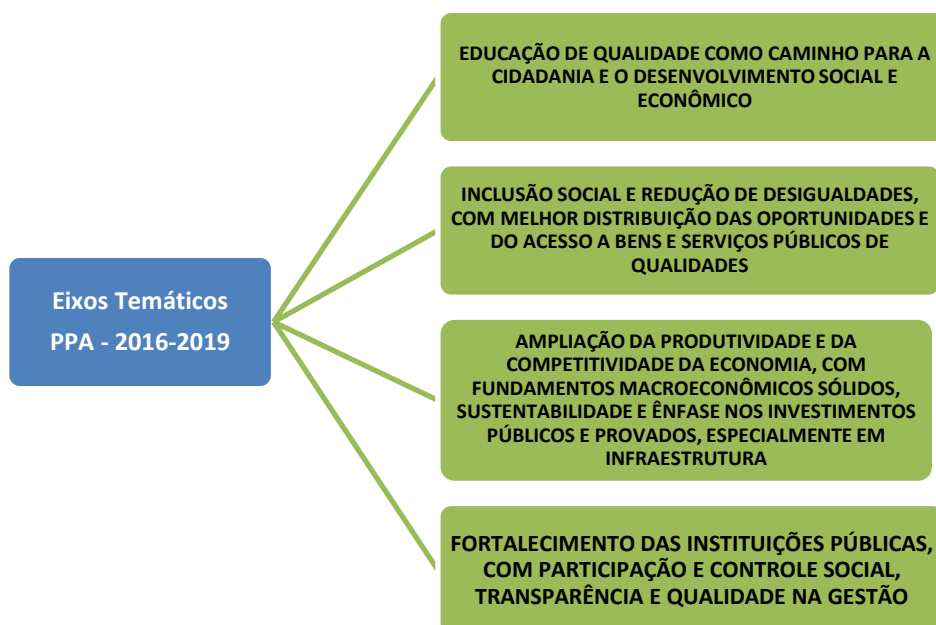 EDUCAÇÃO DE QUALIDADE COMO CAMINHO PARA A
CIDADANIA E O DESENVOLVIMENTO SOCIAL E
ECONÔMICO
INCLUSÃO SOCIAL E REDUÇÃO DE DESIGUALDADES,
COM MELHOR DISTRIBUIÇÃO DAS OPORTUNIDADES E
DO ACESSO A BENS E SERVIÇOS PÚBLICOS DE
QUALIDADES
Eixos Temáticos
PPA - 2016-2019
AMPLIAÇÃO DA PRODUTIVIDADE E DA
COMPETITIVIDADE DA ECONOMIA, COM
FUNDAMENTOS MACROECONÔMICOS SÓLIDOS,
SUSTENTABILIDADE E ÊNFASE NOS INVESTIMENTOS
PÚBLICOS E PROVADOS, ESPECIALMENTE EM
INFRAESTRUTURA
FORTALECIMENTO DAS INSTITUIÇÕES PÚBLICAS,
COM PARTICIPAÇÃO E CONTROLE SOCIAL,
TRANSPARÊNCIA E QUALIDADE NA GESTÃO